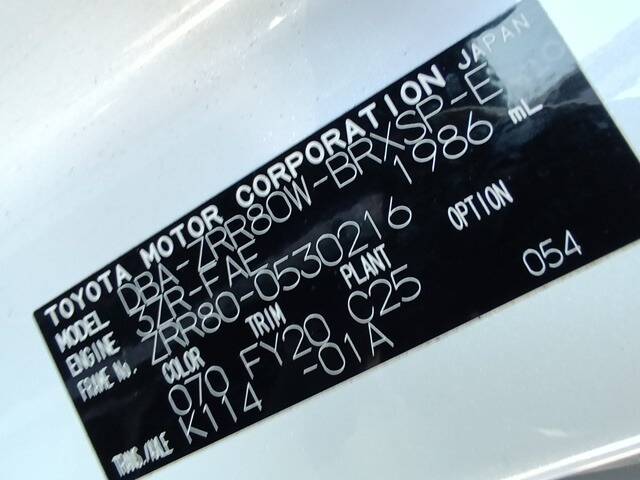 TOYOTA MOTOR CORPORATION JAPAN
MODEL DBA-ZRR80W-BRXSP-E
ENGINE 3ZR-FAE 1986 mL
FRAME No. ZRR80-0530216
COLOR TRIM PLANT OPTION
070 FY20 C25 054
TRANS./AXLE K114 -01A